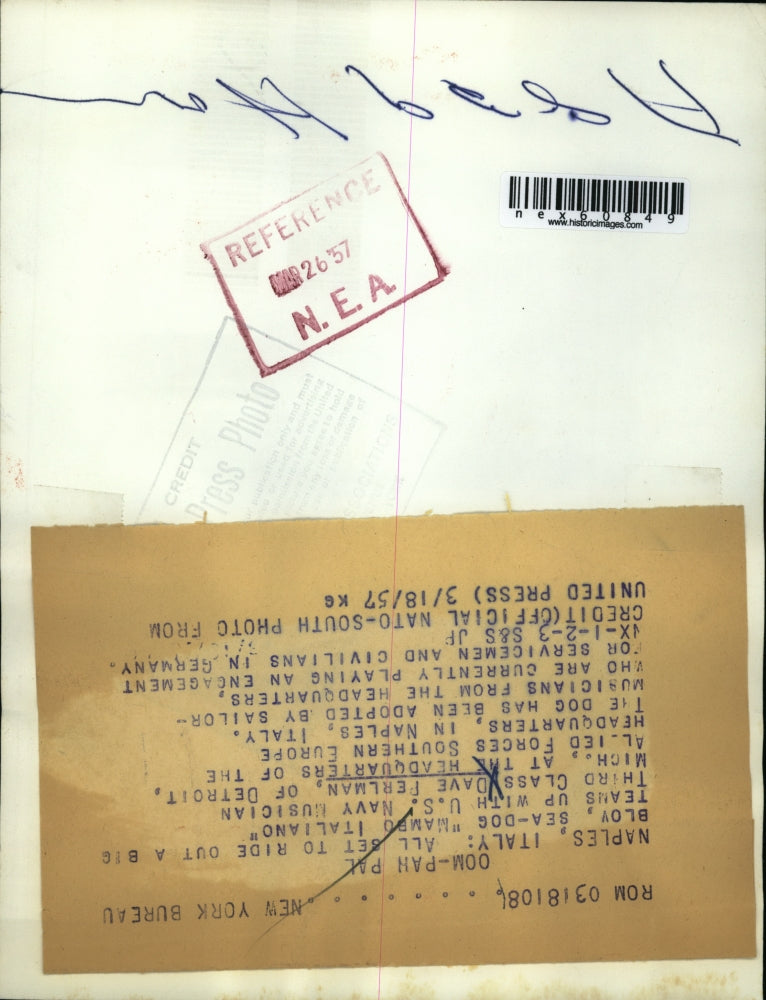 nex60849
www.historicimages.com
REFERENCE
MAR 26 '57
N.E.A.
CREDIT
Press Photo
ROM 0318108 . . . . . . . . NEW YORK BUREAU
OOM-PAH PAL
NAPLES, ITALY: ALL SET TO RIDE OUT A BIG
BLOW, SEA-DOG "MAMBO ITALIANO"
TEAMS UP WITH U.S. NAVY MUSICIAN
THIRD CLASS DAVE PERLMAN, OF DETROIT,
MICH., AT THE HEADQUARTERS OF THE
ALLIED FORCES SOUTHERN EUROPE
HEADQUARTERS, IN NAPLES, ITALY.
THE DOG HAS BEEN ADOPTED BY SAILOR-
MUSICIANS FROM THE HEADQUARTERS,
WHO ARE CURRENTLY PLAYING AN ENGAGEMENT
FOR SERVICEMEN AND CIVILIANS IN GERMANY.
NX-1-2-3 S&S JF
CREDIT(OFFICIAL NATO-SOUTH PHOTO FROM
UNITED PRESS) 3/18/57 KG